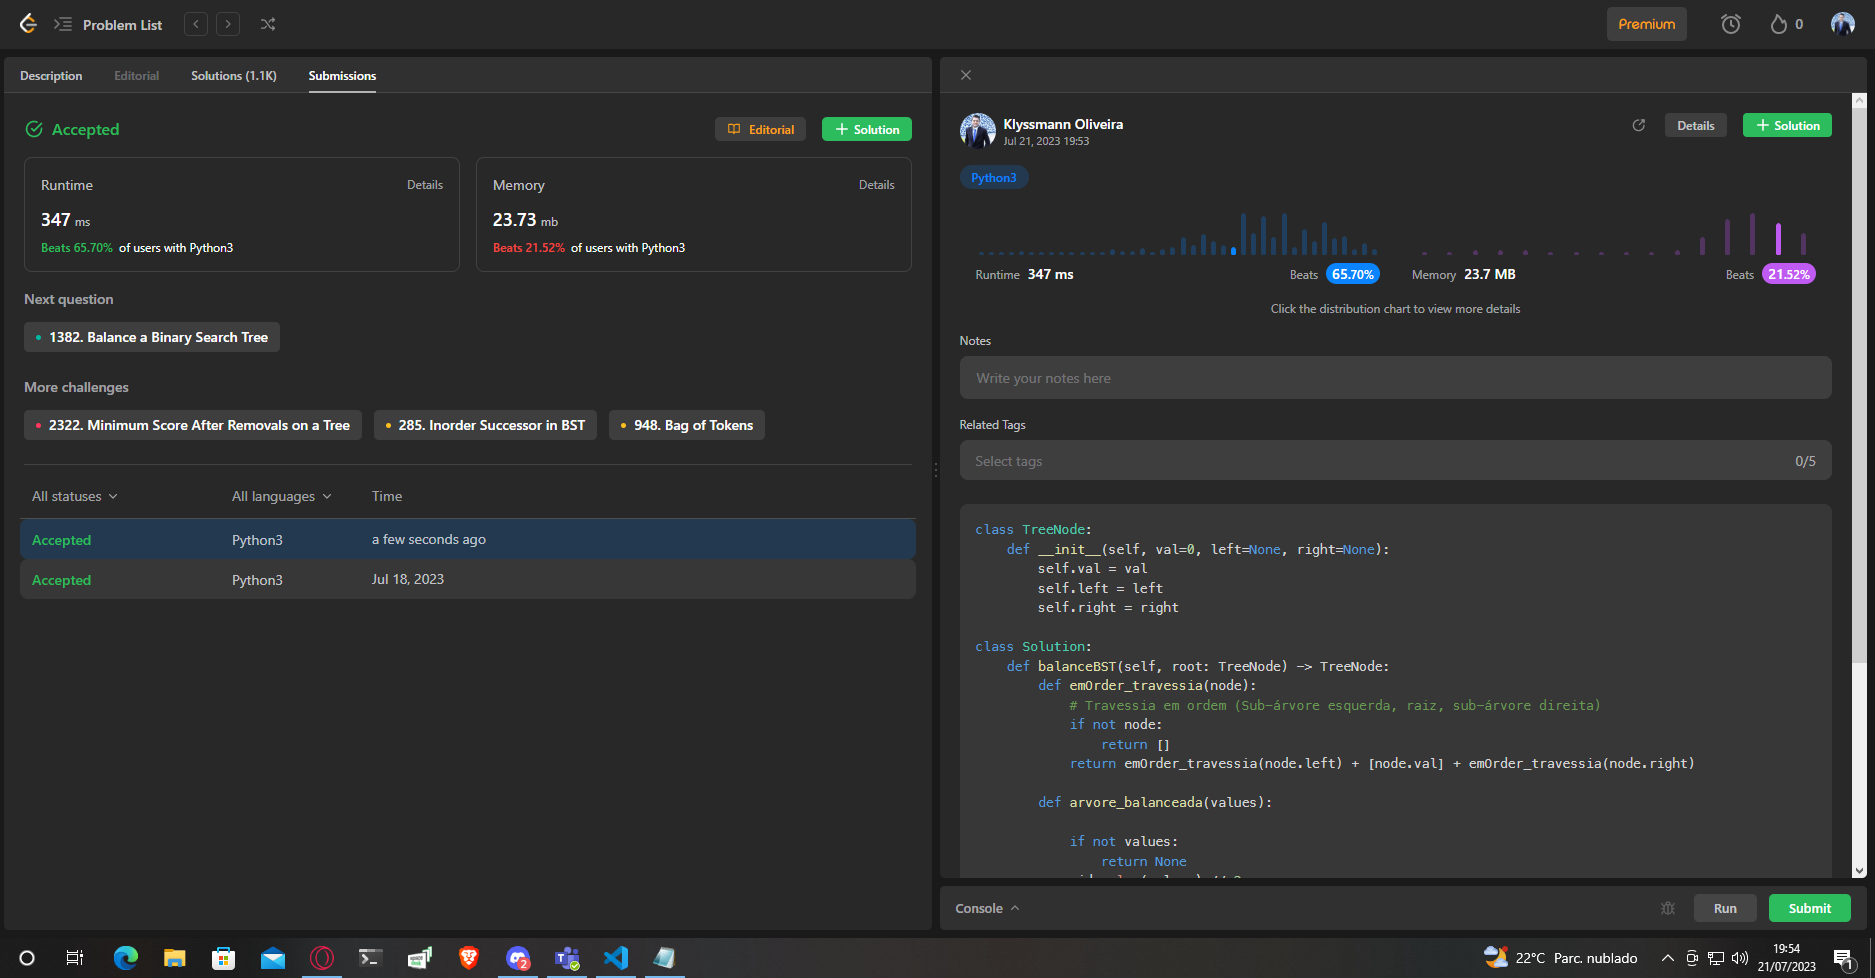 Problem List
Premium
0
Description Editorial Solutions (1.1K) Submissions
Accepted
Editorial
Solution
Runtime Details
347 ms
Beats 65.70% of users with Python3
Memory Details
23.73 mb
Beats 21.52% of users with Python3
Next question
1382. Balance a Binary Search Tree
More challenges
2322. Minimum Score After Removals on a Tree
285. Inorder Successor in BST
948. Bag of Tokens
All statuses All languages Time
Accepted Python3 a few seconds ago
Accepted Python3 Jul 18, 2023
Klyssmann Oliveira
Jul 21, 2023 19:53
Details
Solution
Python3
Runtime 347 ms Beats 65.70%
Memory 23.7 MB Beats 21.52%
Click the distribution chart to view more details
Notes
Write your notes here
Related Tags
Select tags 0/5
class TreeNode:
def __init__(self, val=0, left=None, right=None):
self.val = val
self.left = left
self.right = right
class Solution:
def balanceBST(self, root: TreeNode) -> TreeNode:
def emOrder_travessia(node):
# Travessia em ordem (Sub-árvore esquerda, raiz, sub-árvore direita)
if not node:
return []
return emOrder_travessia(node.left) + [node.val] + emOrder_travessia(node.right)
def arvore_balanceada(values):
if not values:
return None
Console
Run
Submit
2
22°C Parc. nublado
19:54
21/07/2023
1